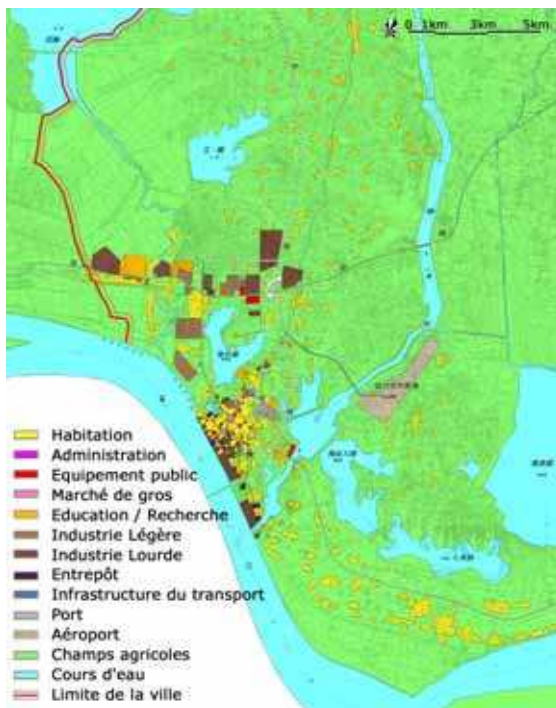 0 1km 3km 5km
Habitation
Administration
Equipement public
Marché de gros
Education / Recherche
Industrie Légère
Industrie Lourde
Entrepôt
Infrastructure du transport
Port
Aéroport
Champs agricoles
Cours d'eau
Limite de la ville